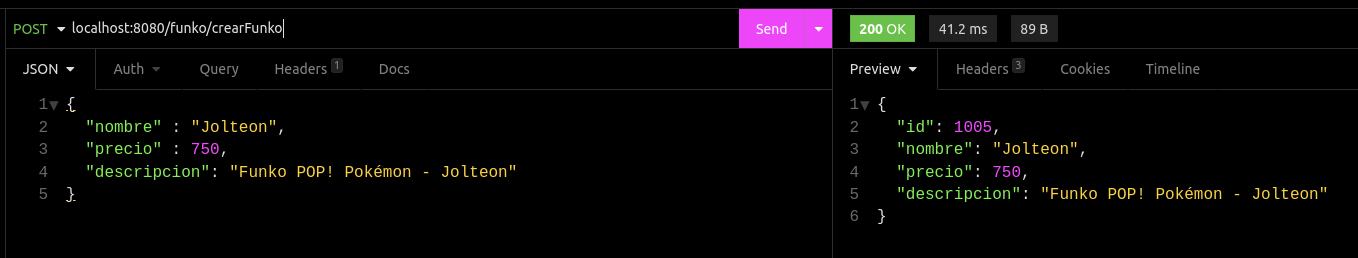 POST localhost:8080/funko/crearFunko Send 200 OK 41.2 ms 89 B
JSON Auth Query Headers 1 Docs
1 {
2 "nombre" : "Jolteon",
3 "precio" : 750,
4 "descripcion": "Funko POP! Pokémon - Jolteon"
5 }
Preview Headers 3 Cookies Timeline
1 {
2 "id": 1005,
3 "nombre": "Jolteon",
4 "precio": 750,
5 "descripcion": "Funko POP! Pokémon - Jolteon"
6 }